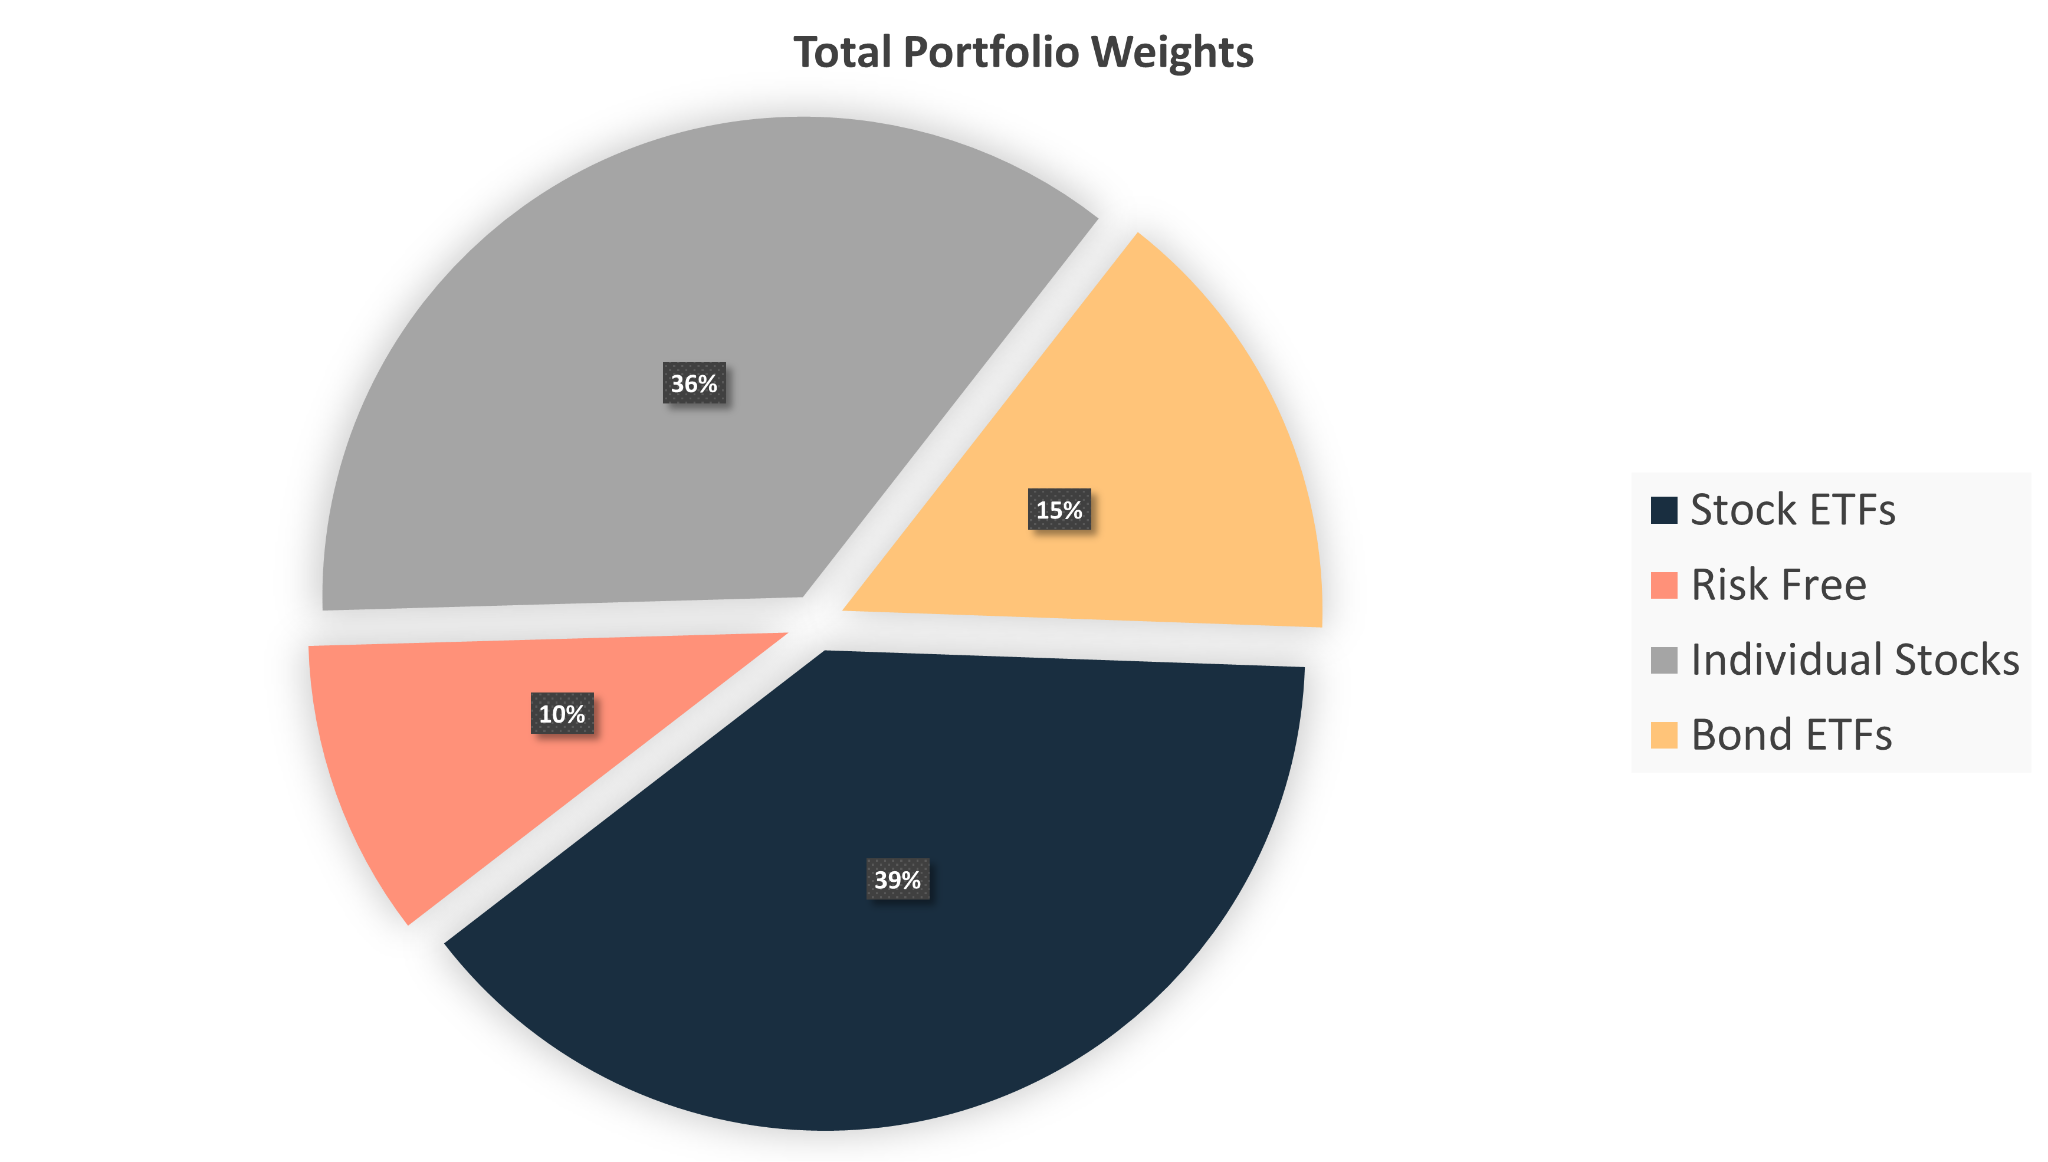 Total Portfolio Weights
36%
15%
10%
39%
Stock ETFs
Risk Free
Individual Stocks
Bond ETFs